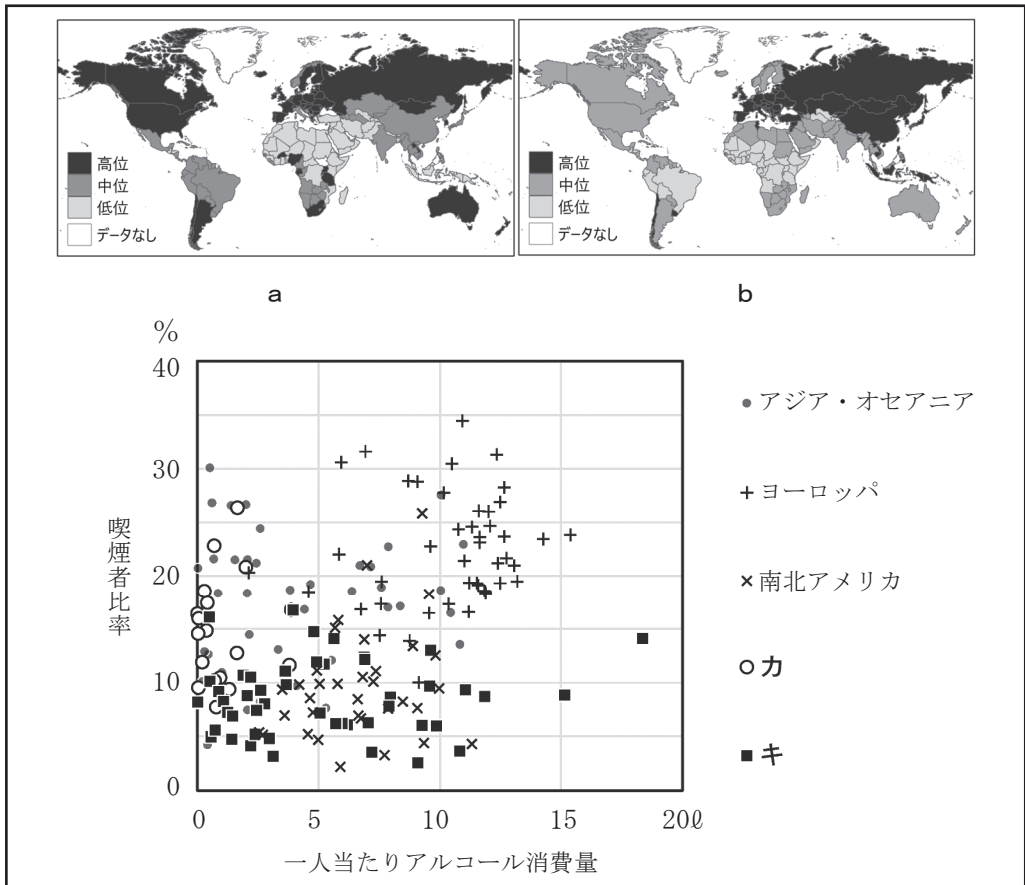 高位
中位
低位
データなし
高位
中位
低位
データなし
a
b
%
40
30
20
10
0
喫煙者比率
0
5
10
15
20ℓ
一人当たりアルコール消費量
アジア・オセアニア
ヨーロッパ
南北アメリカ
カ
キ